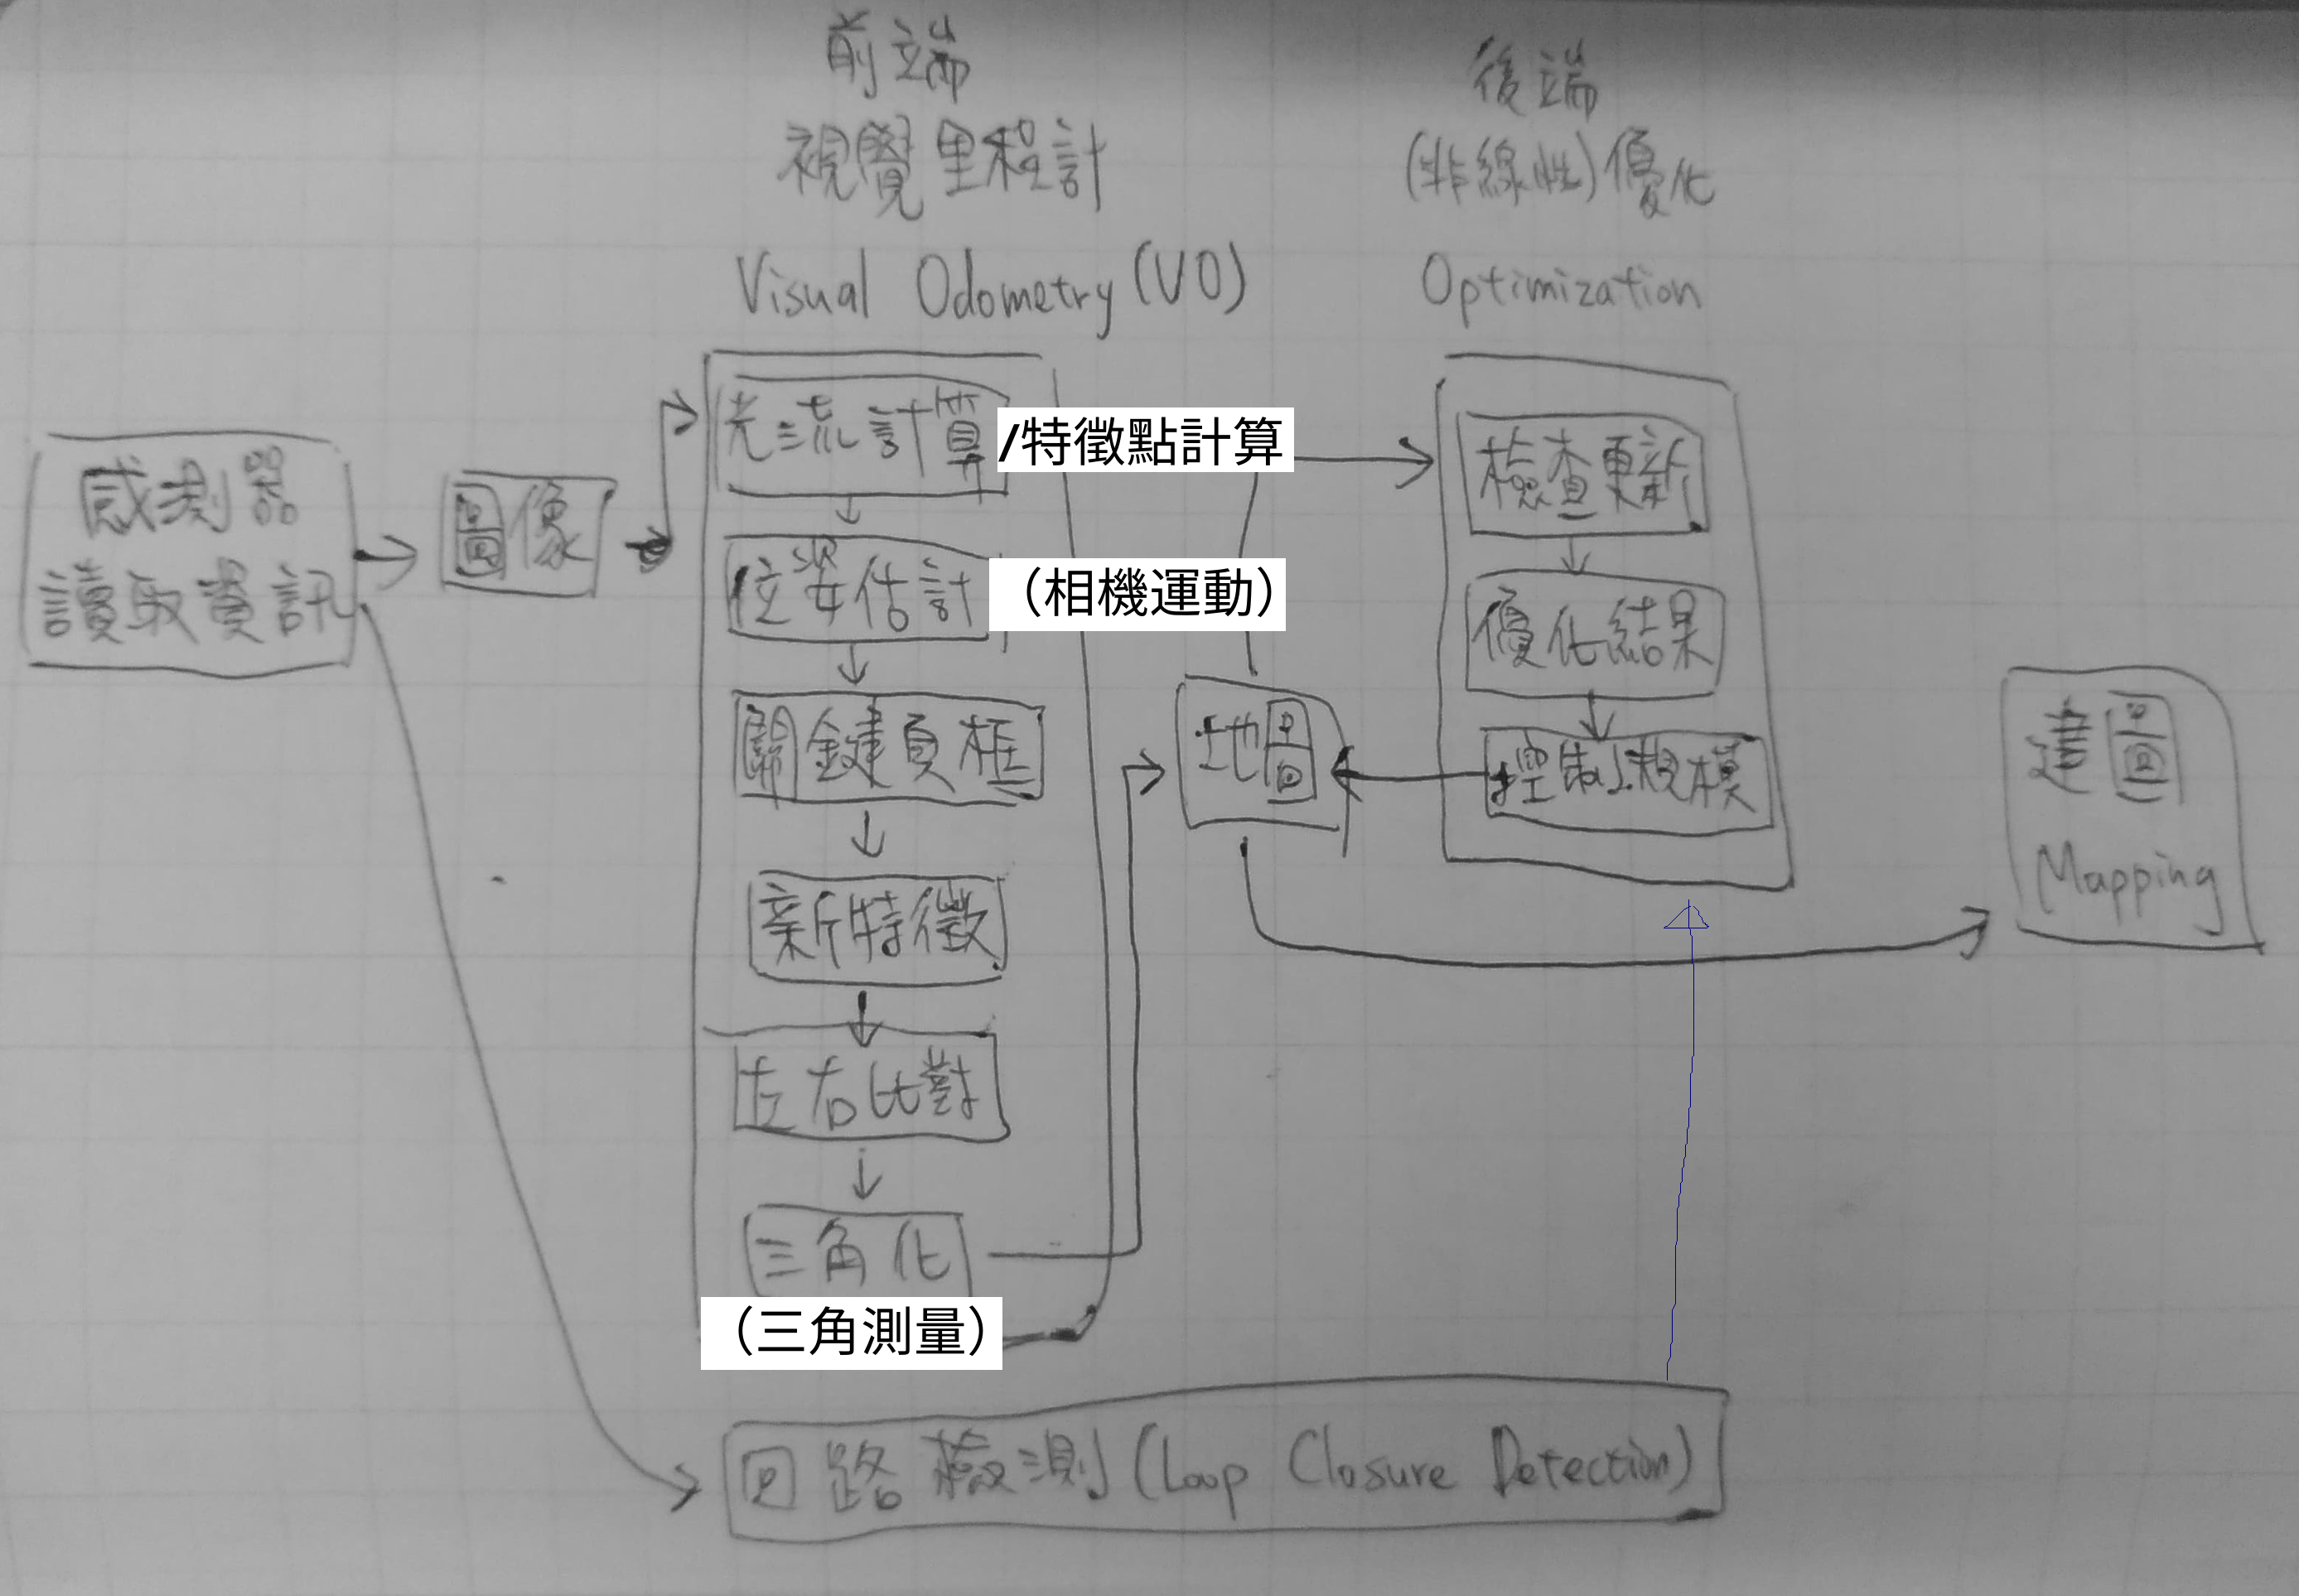 前端
視覺里程計
Visual Odometry (VO)
後端
(非線性)優化
Optimization
感測器
讀取資訊
圖像
光流計算/特徵點計算
位姿估計（相機運動）
關鍵頁框
新特徵
左右比對
三角化
（三角測量）
地圖
檢查更新
優化結果
控制規模
建圖
Mapping
回路檢測 (Loop Closure Detection)